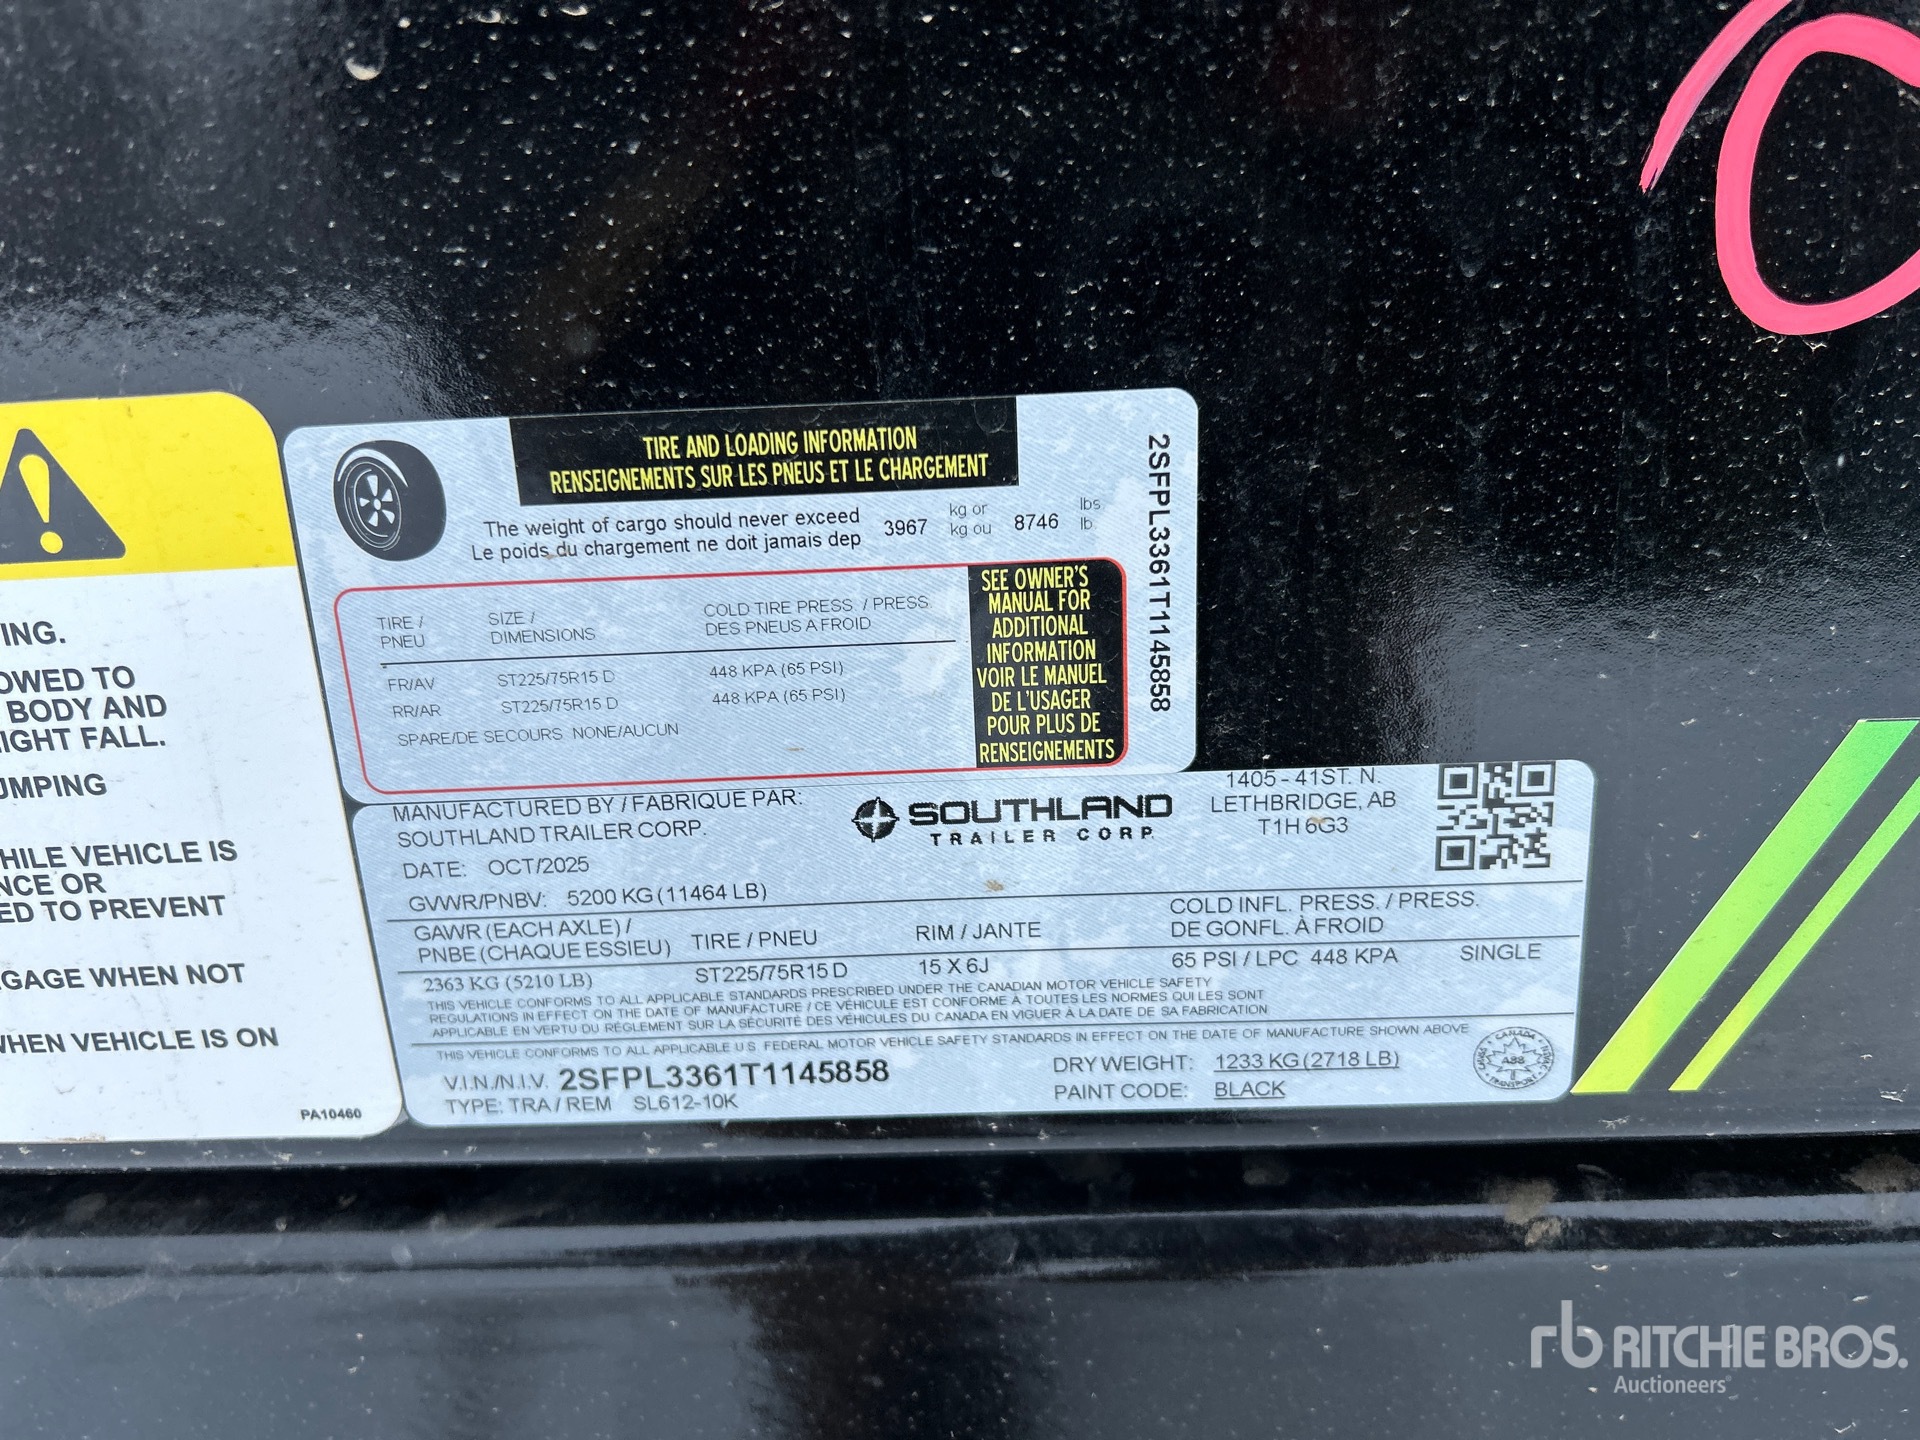 ING.
OWED TO
BODY AND
IGHT FALL.
UMPING
HILE VEHICLE IS
NCE OR
ED TO PREVENT
GAGE WHEN NOT
WHEN VEHICLE IS ON
PA10460
TIRE AND LOADING INFORMATION
RENSEIGNEMENTS SUR LES PNEUS ET LE CHARGEMENT
The weight of cargo should never exceed 3967 kg or 8746 lbs.
Le poids du chargement ne doit jamais dep kg ou lb.
TIRE / SIZE / COLD TIRE PRESS. / PRESS.
PNEU DIMENSIONS DES PNEUS A FROID
FR/AV ST225/75R15 D 448 KPA (65 PSI)
RR/AR ST225/75R15 D 448 KPA (65 PSI)
SPARE/DE SECOURS NONE/AUCUN
SEE OWNER'S
MANUAL FOR
ADDITIONAL
INFORMATION
VOIR LE MANUEL
DE L'USAGER
POUR PLUS DE
RENSEIGNEMENTS
2SFPL3361T1145858
MANUFACTURED BY / FABRIQUE PAR:
SOUTHLAND TRAILER CORP.
SOUTHLAND
TRAILER CORP.
1405 - 41ST. N.
LETHBRIDGE, AB
T1H 6G3
DATE: OCT/2025
GVWR/PNBV: 5200 KG (11464 LB)
GAWR (EACH AXLE) / TIRE / PNEU RIM / JANTE COLD INFL. PRESS. / PRESS.
PNBE (CHAQUE ESSIEU) DE GONFL. À FROID
2363 KG (5210 LB) ST225/75R15 D 15 X 6J 65 PSI / LPC 448 KPA SINGLE
THIS VEHICLE CONFORMS TO ALL APPLICABLE STANDARDS PRESCRIBED UNDER THE CANADIAN MOTOR VEHICLE SAFETY
REGULATIONS IN EFFECT ON THE DATE OF MANUFACTURE / CE VÉHICULE EST CONFORME À TOUTES LES NORMES QUI LES SONT
APPLICABLE EN VERTU DU RÉGLEMENT SUR LA SÉCURITÉ DES VÉHICULES DU CANADA EN VIGUER À LA DATE DE SA FABRICATION
THIS VEHICLE CONFORMS TO ALL APPLICABLE U.S. FEDERAL MOTOR VEHICLE SAFETY STANDARDS IN EFFECT ON THE DATE OF MANUFACTURE SHOWN ABOVE
V.I.N./N.I.V. 2SFPL3361T1145858 DRY WEIGHT: 1233 KG (2718 LB)
TYPE: TRA / REM SL612-10K PAINT CODE: BLACK
CANADA
TRANSPORT
rb RITCHIE BROS.
Auctioneers